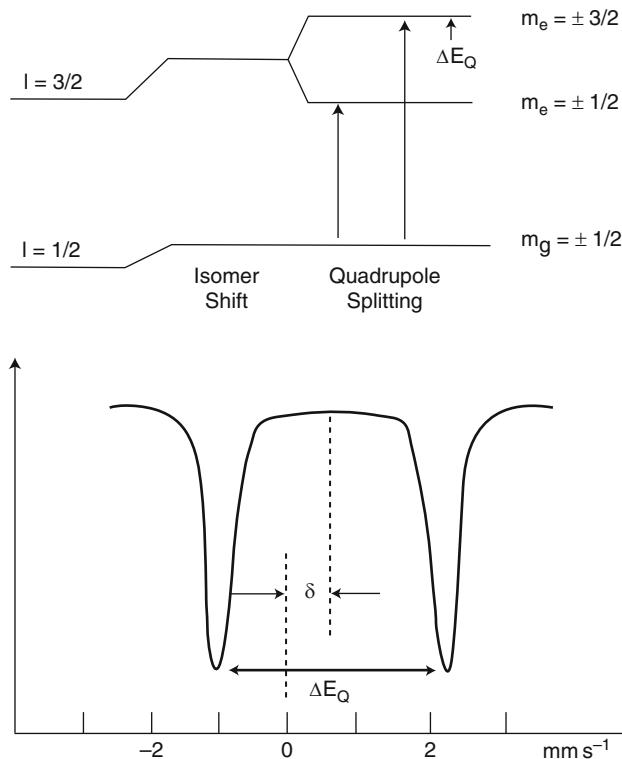 m_e = ± 3/2
ΔE_Q
I = 3/2
m_e = ± 1/2
I = 1/2
m_g = ± 1/2
Isomer Quadrupole
Shift Splitting
δ
ΔE_Q
–2 0 2 mm s⁻¹